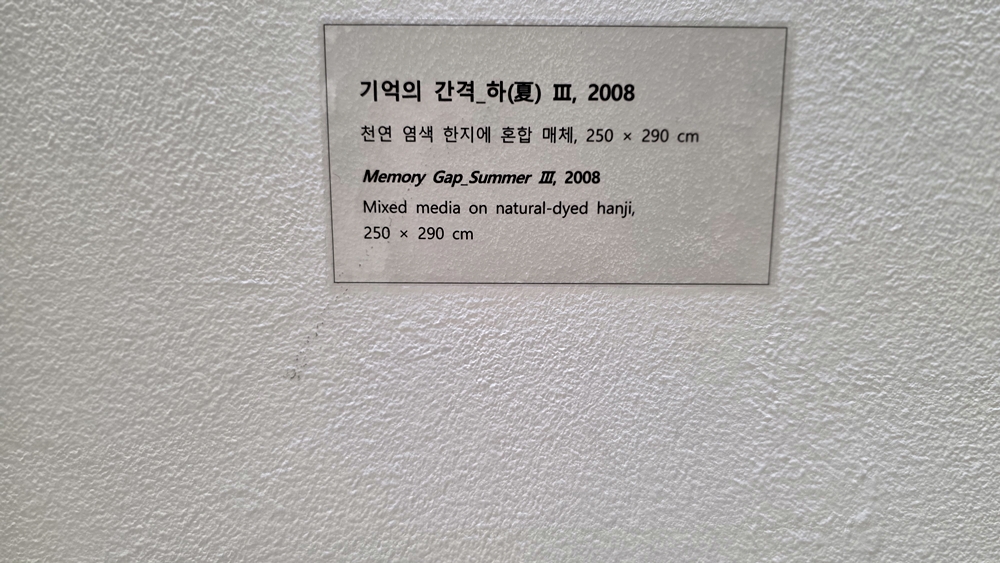 기억의 간격_하(夏) Ⅲ, 2008
천연 염색 한지에 혼합 매체, 250 × 290 cm
Memory Gap_Summer Ⅲ, 2008
Mixed media on natural-dyed hanji,
250 × 290 cm